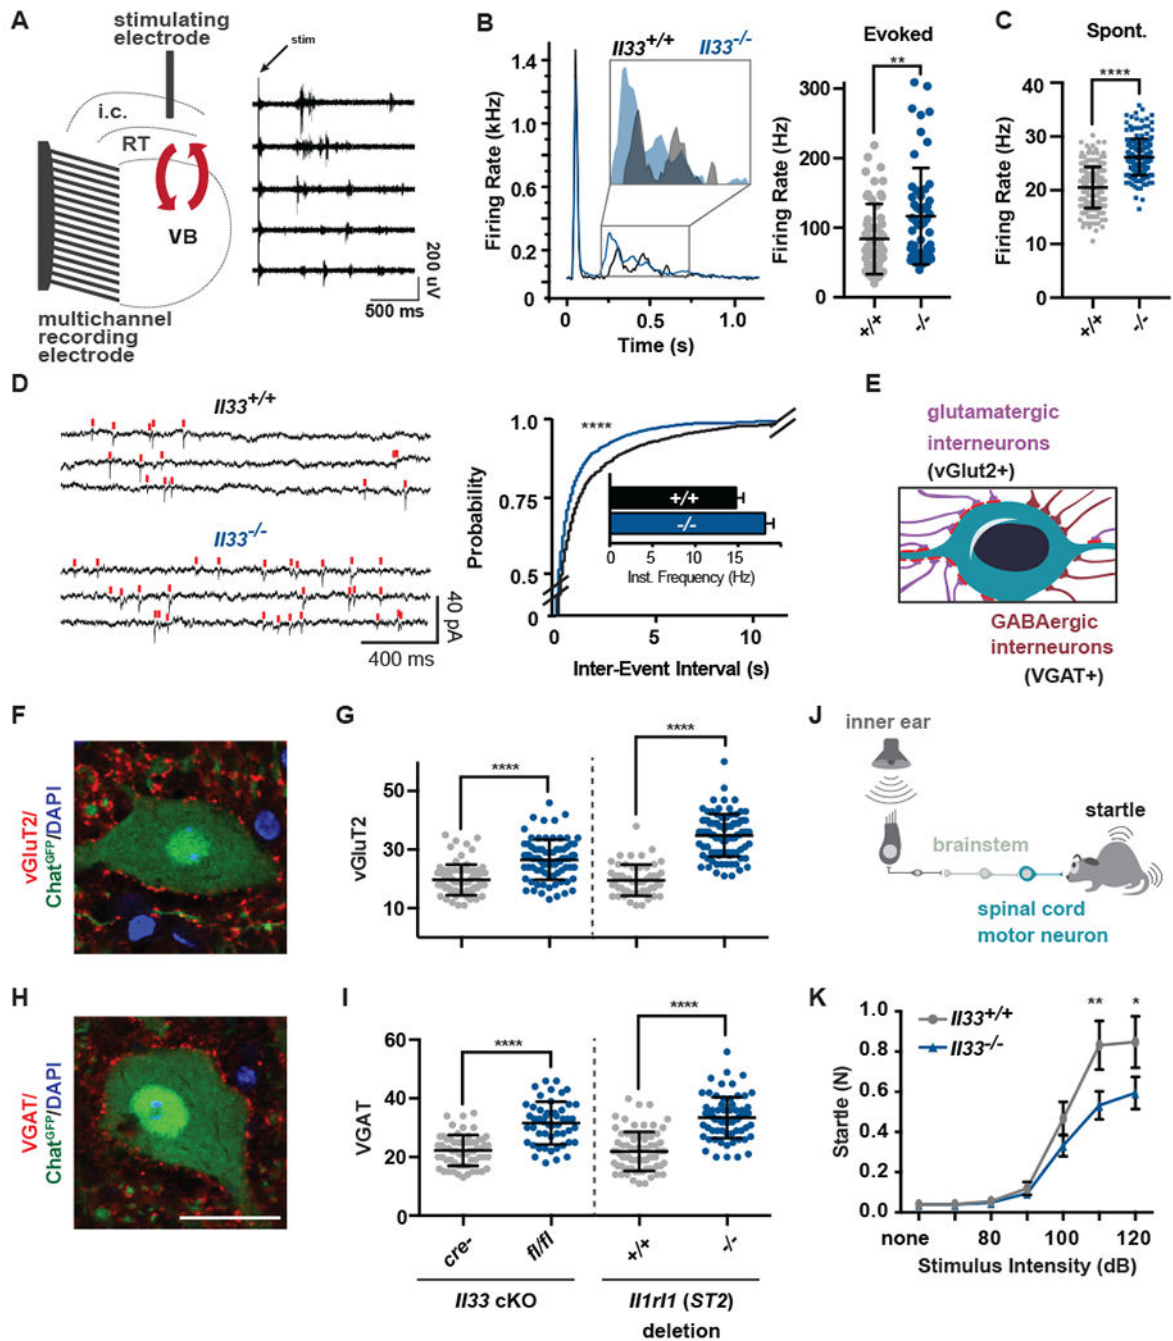 A
stimulating
electrode
stim
i.c.
RT
VB
multichannel
recording
electrode
200 uV
500 ms
B
Il33+/+
Il33-/-
Firing Rate (kHz)
1.4
1.0
0.6
0.2
0
0
0.5
1.0
Time (s)
Evoked
**
Firing Rate (Hz)
300
200
100
0
+/+
-/-
C
Spont.
****
Firing Rate (Hz)
40
30
20
10
0
+/+
-/-
D
Il33+/+
Il33-/-
40 pA
400 ms
Probability
1.0
0.75
0.5
0
****
+/+
-/-
0
5
10
15
Inst. Frequency (Hz)
0
5
10
Inter-Event Interval (s)
E
glutamatergic
interneurons
(vGlut2+)
GABAergic
interneurons
(VGAT+)
F
vGluT2/
ChatGFP/DAPI
G
vGluT2
50
30
10
****
****
H
VGAT/
ChatGFP/DAPI
I
VGAT
60
40
20
0
****
****
cre-
fl/fl
+/+
-/-
Il33 cKO
Il1rl1 (ST2)
deletion
J
inner ear
startle
brainstem
spinal cord
motor neuron
K
Il33+/+
Il33-/-
**
*
Startle (N)
1.0
0.8
0.6
0.4
0.2
0.0
none
80
100
120
Stimulus Intensity (dB)